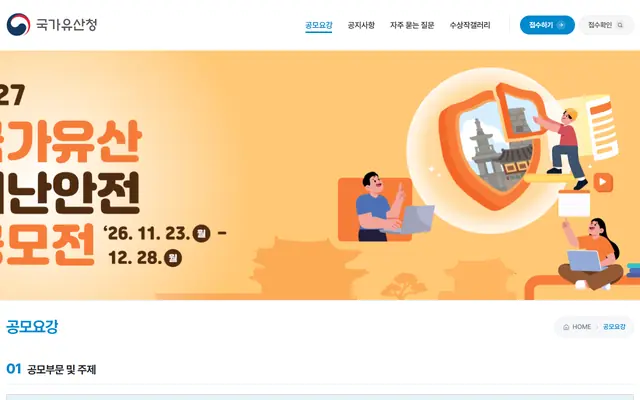 국가유산청
공모요강
공지사항
자주 묻는 질문
수상작갤러리
접수하기
접수확인
27
가유산
난안전
모전
‘26. 11. 23.월 –
12. 28.월
공모요강
HOME
공모요강
01 공모부문 및 주제